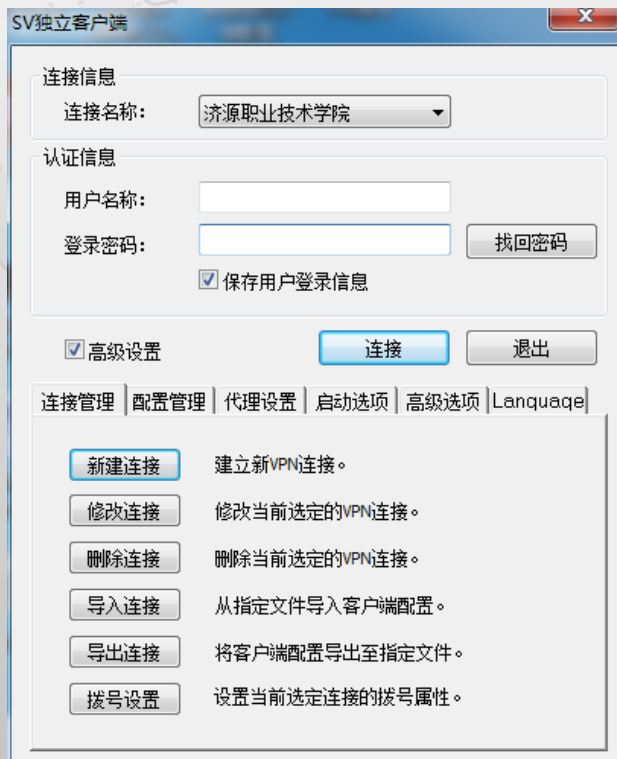 SV独立客户端
连接信息
连接名称：
济源职业技术学院
认证信息
用户名称：
登录密码：
找回密码
保存用户登录信息
高级设置
连接
退出
连接管理 配置管理 代理设置 启动选项 高级选项 Language
新建连接 建立新VPN连接。
修改连接 修改当前选定的VPN连接。
删除连接 删除当前选定的VPN连接。
导入连接 从指定文件导入客户端配置。
导出连接 将客户端配置导出至指定文件。
拨号设置 设置当前选定连接的拨号属性。